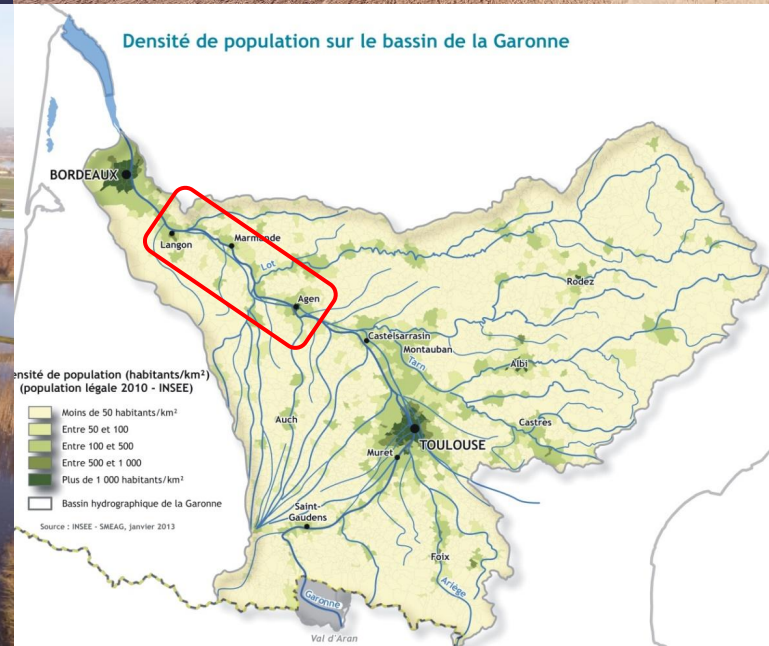 Densité de population sur le bassin de la Garonne
BORDEAUX
Langon
Marmande
Lot
Agen
Rodez
Castelsarrasin
Montauban
Tarn
Albi
ensité de population (habitants/km²)
(population légale 2010 - INSEE)
Moins de 50 habitants/km²
Entre 50 et 100
Entre 100 et 500
Entre 500 et 1 000
Plus de 1 000 habitants/km²
Bassin hydrographique de la Garonne
Source : INSEE - SMEAG, janvier 2013
Auch
Castres
TOULOUSE
Muret
Saint-
Gaudens
Foix
Ariège
Garonne
Val d'Aran